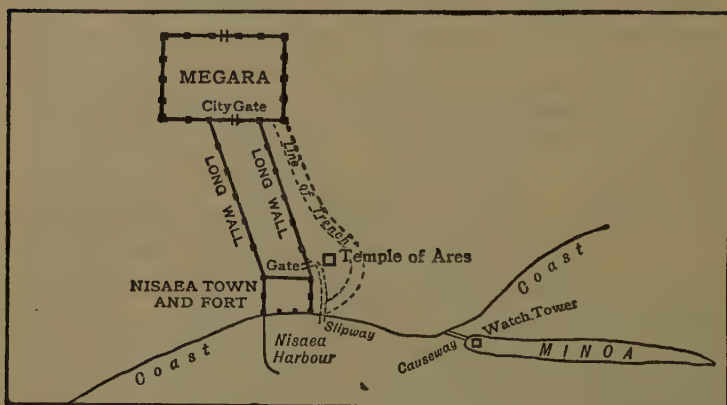 MEGARA
City Gate
LONG WALL
LONG WALL
Line of Trench
Temple of Ares
Gate
NISAEA TOWN
AND FORT
Slipway
Nisaea
Harbour
Coast
Coast
Watch Tower
Causeway
MINOA